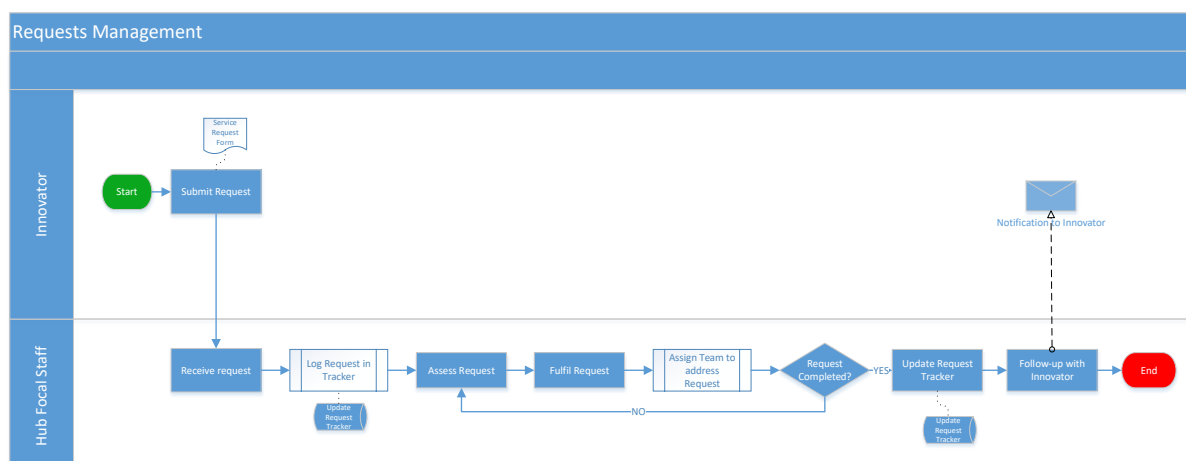 Requests Management
Innovator
Service
Request
Form
Start
Submit Request
Notification to Innovator
Hub Focal Staff
Receive request
Log Request in
Tracker
Update
Request
Tracker
Assess Request
Fulfil Request
Assign Team to
address
Request
Request
Completed?
YES
NO
Update Request
Tracker
Update
Request
Tracker
Follow-up with
Innovator
End